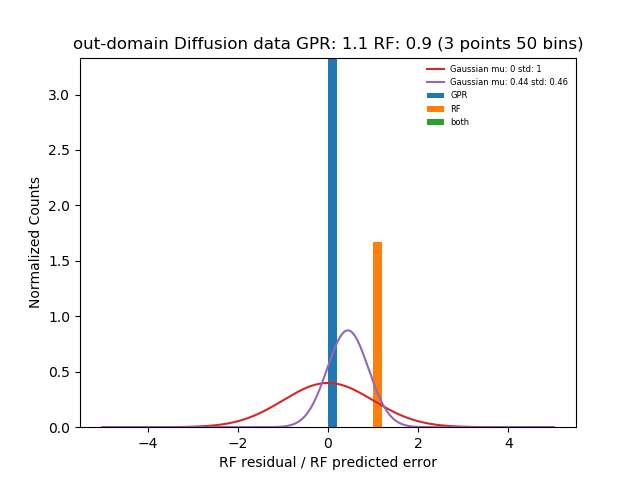 out-domain Diffusion data GPR: 1.1 RF: 0.9 (3 points 50 bins)
Gaussian mu: 0 std: 1
Gaussian mu: 0.44 std: 0.46
GPR
RF
both
Normalized Counts
3.0
2.5
2.0
1.5
1.0
0.5
0.0
−4 −2 0 2 4
RF residual / RF predicted error